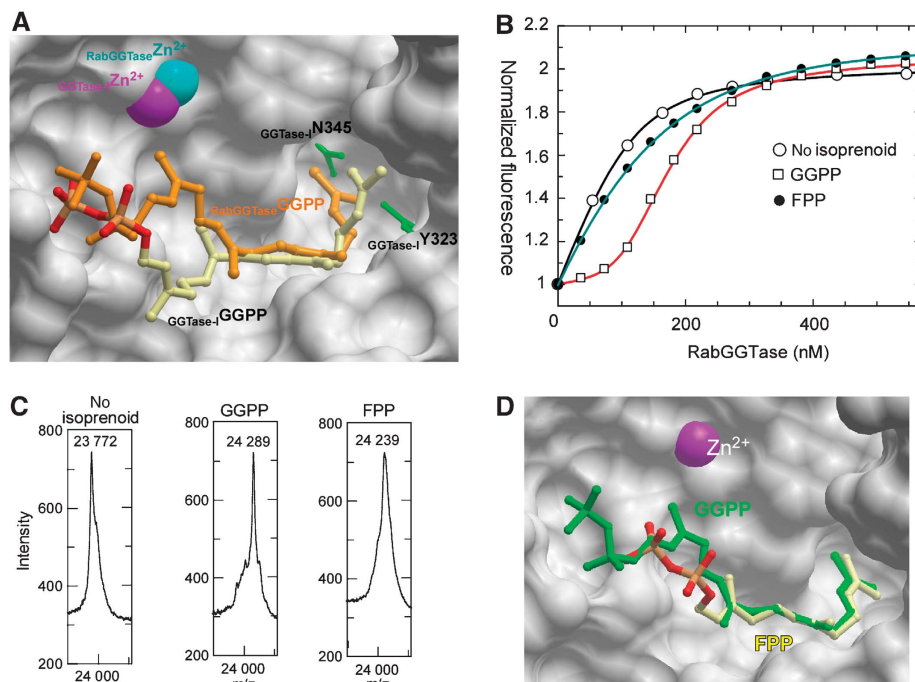 A
RabGGTaseZn2+
GGTase-IZn2+
GGTase-IN345
RabGGTaseGGPP
GGTase-IY323
GGTase-IGGPP
B
Normalized fluorescence
2.2
2
1.8
1.6
1.4
1.2
1
No isoprenoid
GGPP
FPP
0
200
400
RabGGTase (nM)
C
No
isoprenoid
GGPP
FPP
800
23 772
800
24 289
800
24 239
Intensity
600
600
600
400
400
400
200
200
200
24 000
24 000
24 000
D
Zn2+
GGPP
FPP